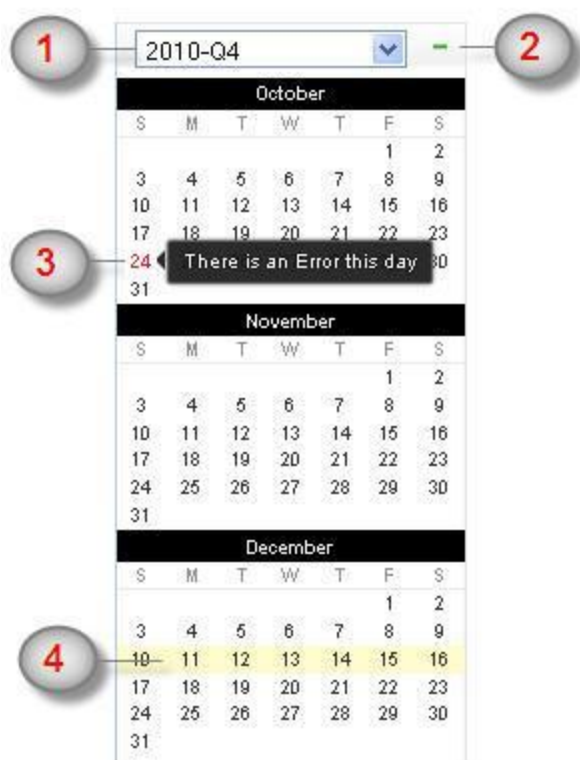 1
2010-Q4
2
October
S M T W T F S
1 2
3 4 5 6 7 8 9
10 11 12 13 14 15 16
17 18 19 20 21 22 23
3
24 There is an Error this day 30
31
November
S M T W T F S
1 2
3 4 5 6 7 8 9
10 11 12 13 14 15 16
17 18 19 20 21 22 23
24 25 26 27 28 29 30
31
December
S M T W T F S
1 2
3 4 5 6 7 8 9
4
10 11 12 13 14 15 16
17 18 19 20 21 22 23
24 25 26 27 28 29 30
31